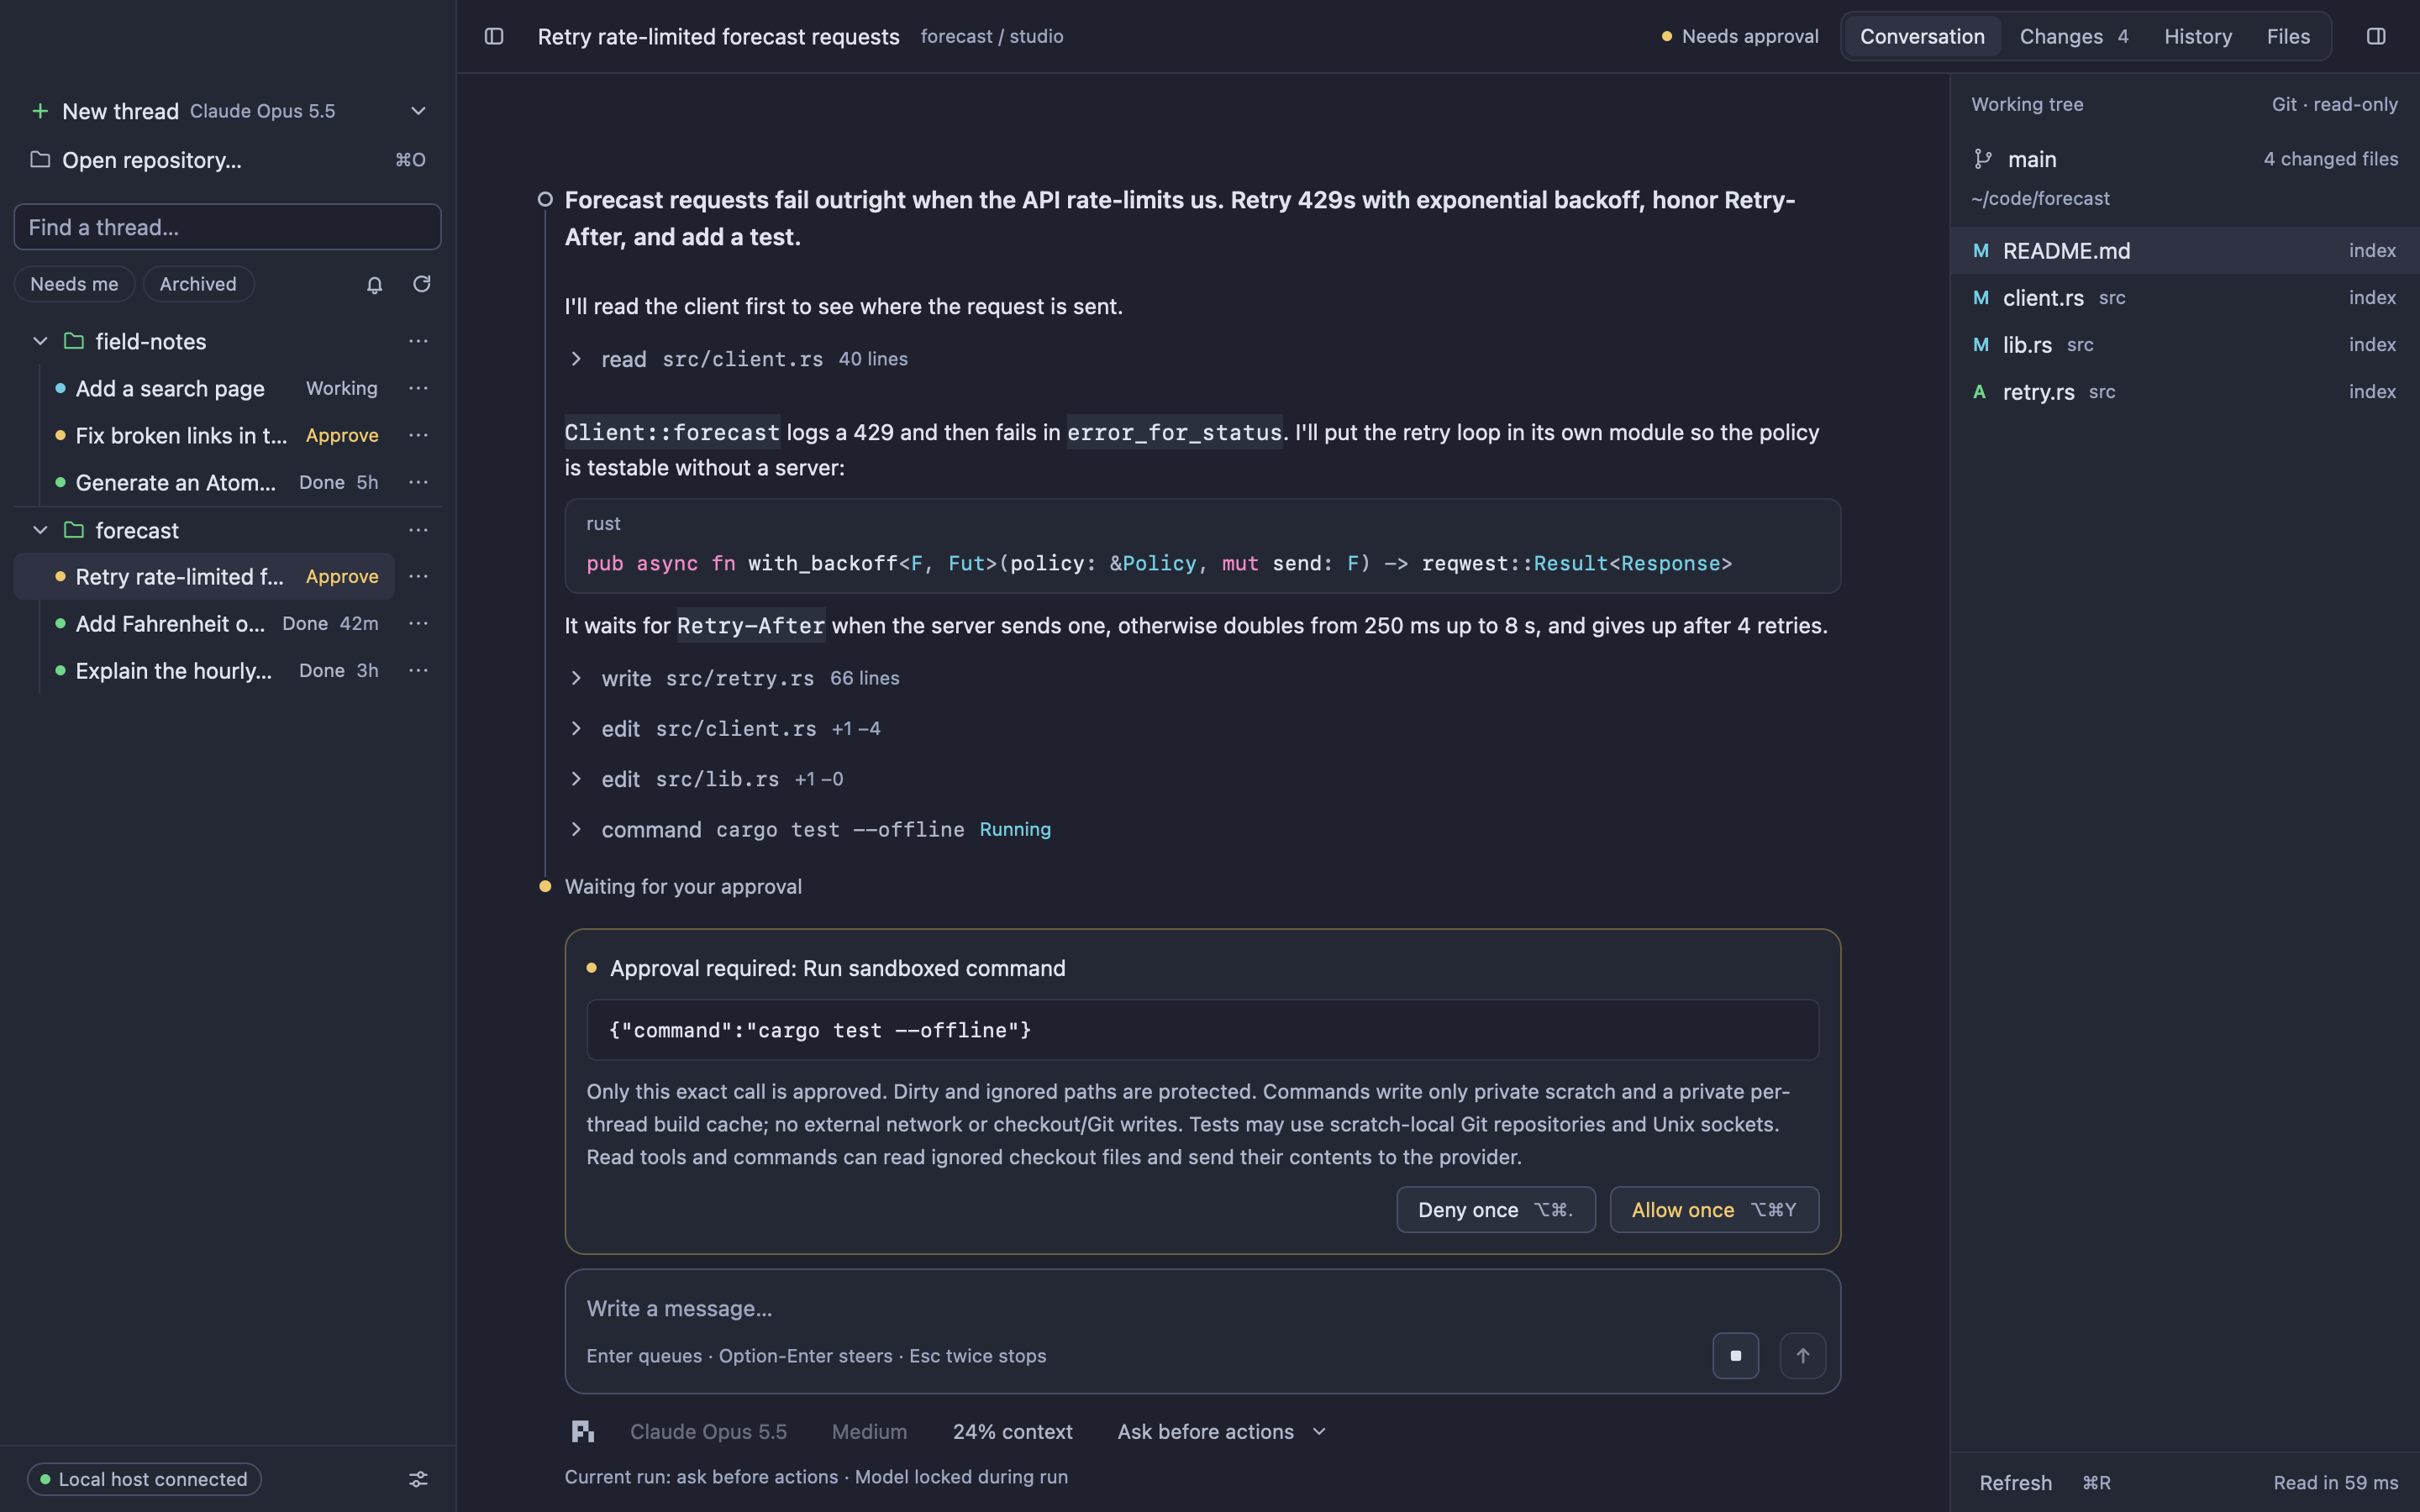 Retry rate-limited forecast requests forecast / studio
Needs approval
Conversation Changes 4 History Files
New thread Claude Opus 5.5
Open repository... ⌘O
Find a thread...
Needs me Archived
field-notes
Add a search page Working
Fix broken links in t... Approve
Generate an Atom... Done 5h
forecast
Retry rate-limited f... Approve
Add Fahrenheit o... Done 42m
Explain the hourly... Done 3h
Local host connected
Forecast requests fail outright when the API rate-limits us. Retry 429s with exponential backoff, honor Retry-
After, and add a test.
I'll read the client first to see where the request is sent.
read src/client.rs 40 lines
Client::forecast logs a 429 and then fails in error_for_status. I'll put the retry loop in its own module so the policy
is testable without a server:
rust
pub async fn with_backoff<F, Fut>(policy: &Policy, mut send: F) -> reqwest::Result<Response>
It waits for Retry-After when the server sends one, otherwise doubles from 250 ms up to 8 s, and gives up after 4 retries.
write src/retry.rs 66 lines
edit src/client.rs +1 −4
edit src/lib.rs +1 −0
command cargo test --offline Running
Waiting for your approval
Approval required: Run sandboxed command
{"command":"cargo test --offline"}
Only this exact call is approved. Dirty and ignored paths are protected. Commands write only private scratch and a private per-
thread build cache; no external network or checkout/Git writes. Tests may use scratch-local Git repositories and Unix sockets.
Read tools and commands can read ignored checkout files and send their contents to the provider.
Deny once ⌥⌘. Allow once ⌥⌘Y
Write a message...
Enter queues · Option-Enter steers · Esc twice stops
Claude Opus 5.5 Medium 24% context Ask before actions
Current run: ask before actions · Model locked during run
Working tree Git · read-only
main 4 changed files
~/code/forecast
M README.md index
M client.rs src index
M lib.rs src index
A retry.rs src index
Refresh ⌘R Read in 59 ms